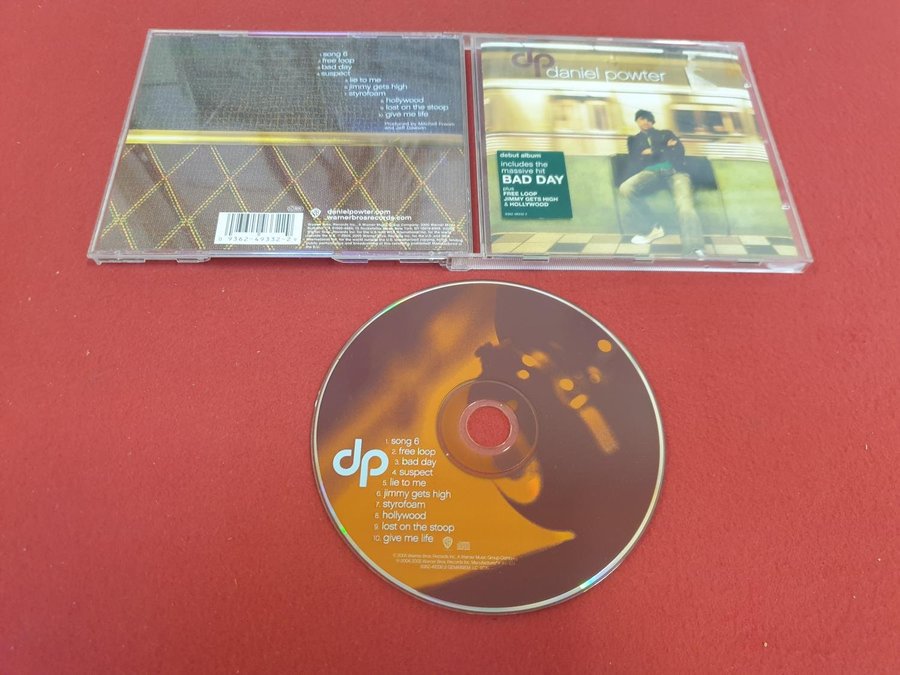 1. song 6
2. free loop
3. bad day
4. suspect
5. lie to me
6. jimmy gets high
7. styrofoam
8. hollywood
9. lost on the stoop
10. give me life
Produced by Mitchell Froom
and Jeff Dawson
danielpowter.com
warnerbrosrecords.com
0 9362-49332-2
dp daniel powter
debut album
includes the
massive hit
BAD DAY
plus
FREE LOOP
JIMMY GETS HIGH
& HOLLYWOOD
dp
1. song 6
2. free loop
3. bad day
4. suspect
5. lie to me
6. jimmy gets high
7. styrofoam
8. hollywood
9. lost on the stoop
10. give me life